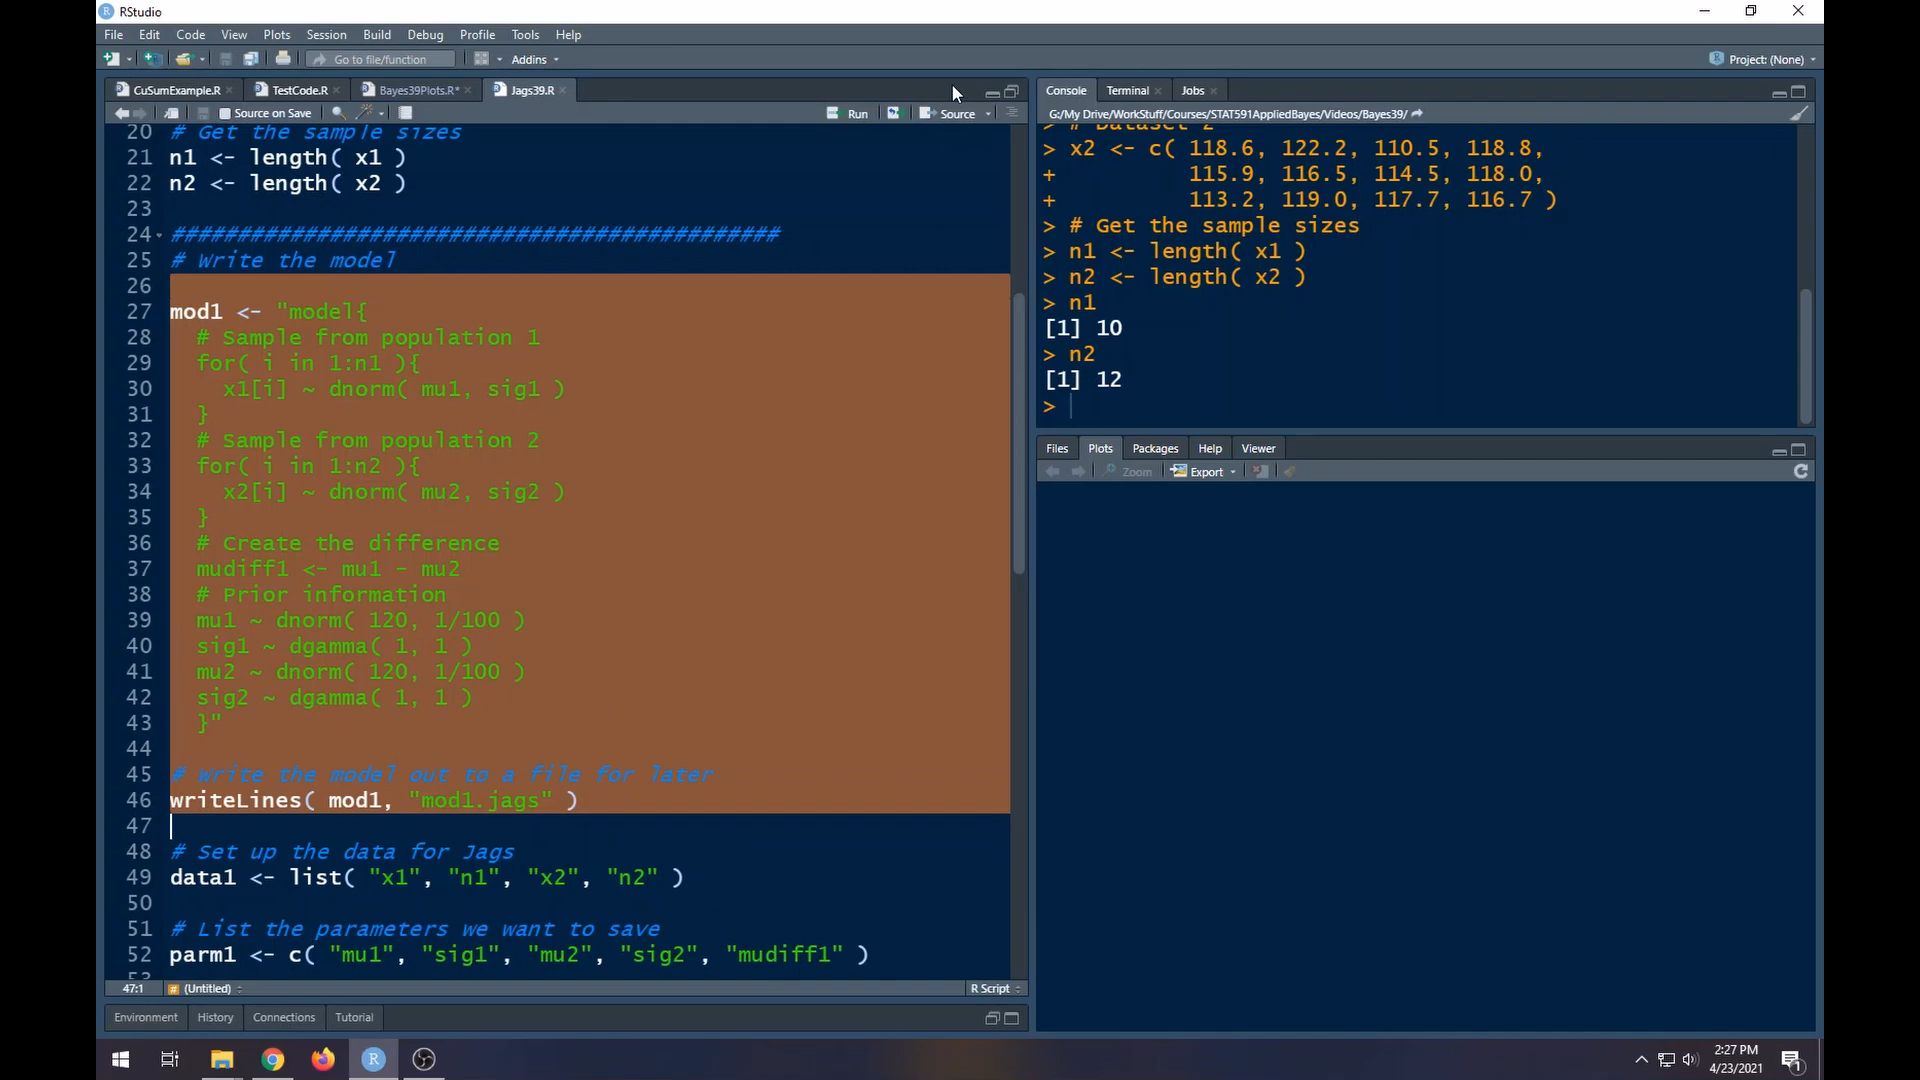 RStudio
File Edit Code View Plots Session Build Debug Profile Tools Help
Go to file/function Addins Project: (None)
CuSumExample.R TestCode.R Bayes39Plots.R* Jags39.R
Source on Save Run Source
20 # Get the sample sizes
21 n1 <- length( x1 )
22 n2 <- length( x2 )
23
24 ##############################################
25 # Write the model
26
27 mod1 <- "model{
28 # Sample from population 1
29 for( i in 1:n1 ){
30 x1[i] ~ dnorm( mu1, sig1 )
31 }
32 # Sample from population 2
33 for( i in 1:n2 ){
34 x2[i] ~ dnorm( mu2, sig2 )
35 }
36 # Create the difference
37 mudiff1 <- mu1 - mu2
38 # Prior information
39 mu1 ~ dnorm( 120, 1/100 )
40 sig1 ~ dgamma( 1, 1 )
41 mu2 ~ dnorm( 120, 1/100 )
42 sig2 ~ dgamma( 1, 1 )
43 }"
44
45 # Write the model out to a file for later
46 writeLines( mod1, "mod1.jags" )
47
48 # Set up the data for Jags
49 data1 <- list( "x1", "n1", "x2", "n2" )
50
51 # List the parameters we want to save
52 parm1 <- c( "mu1", "sig1", "mu2", "sig2", "mudiff1" )
53
47:1 # (Untitled) R Script
Environment History Connections Tutorial
Console Terminal Jobs
G:/My Drive/WorkStuff/Courses/STAT591AppliedBayes/Videos/Bayes39/
> # Dataset 2
> x2 <- c( 118.6, 122.2, 110.5, 118.8,
+ 115.9, 116.5, 114.5, 118.0,
+ 113.2, 119.0, 117.7, 116.7 )
> # Get the sample sizes
> n1 <- length( x1 )
> n2 <- length( x2 )
> n1
[1] 10
> n2
[1] 12
>
Files Plots Packages Help Viewer
Zoom Export
2:27 PM
4/23/2021
1